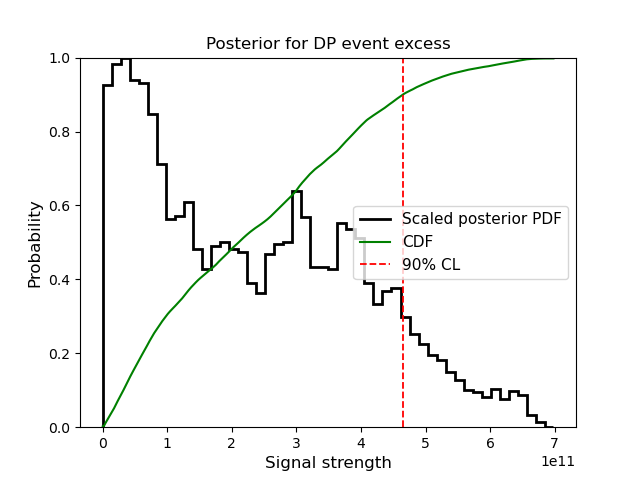 Posterior for DP event excess
1.0
0.8
0.6
0.4
0.2
0.0
Probability
Scaled posterior PDF
CDF
90% CL
0 1 2 3 4 5 6 7
1e11
Signal strength